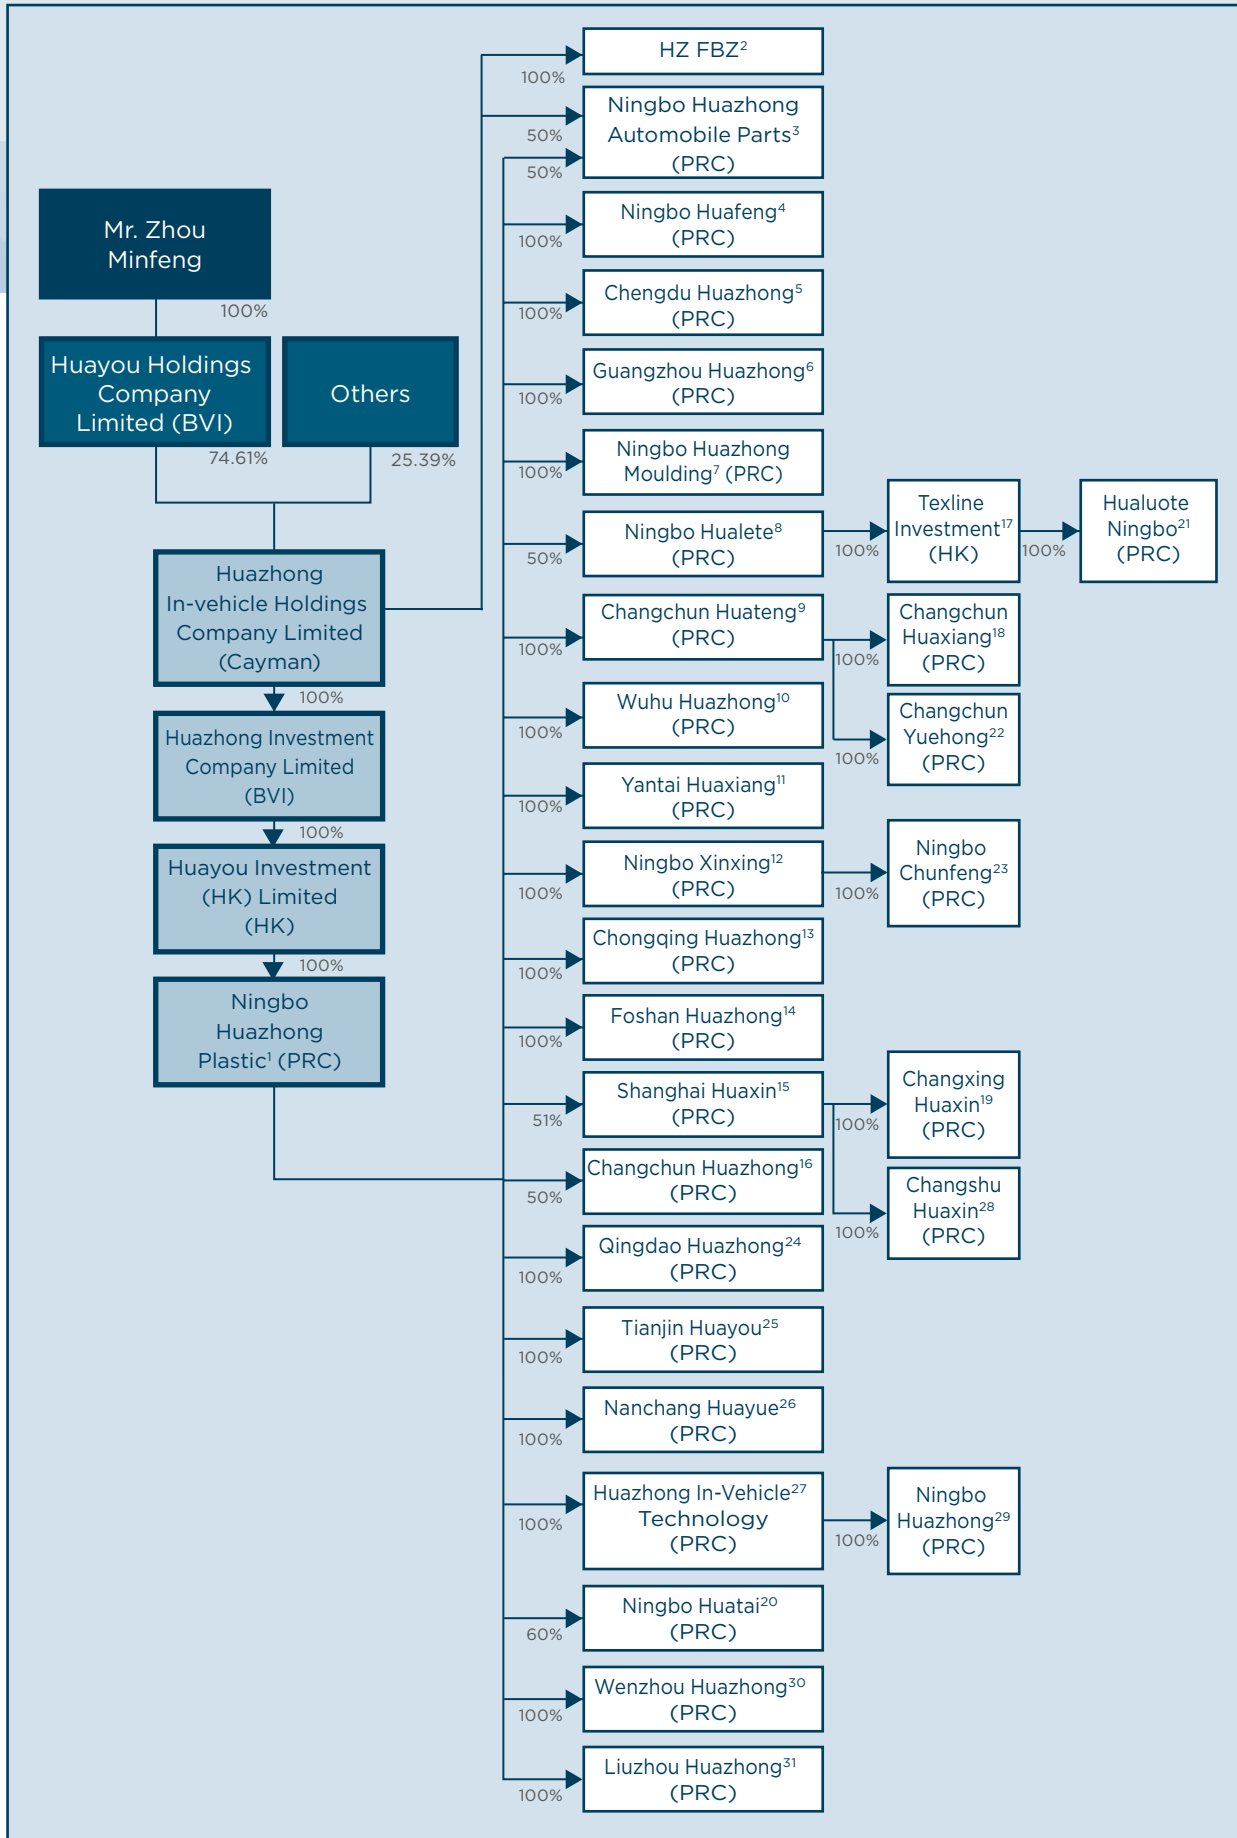 Mr. Zhou
Minfeng
100%
Huayou Holdings
Company
Limited (BVI)
74.61%
Others
25.39%
Huazhong
In-vehicle Holdings
Company Limited
(Cayman)
100%
Huazhong Investment
Company Limited
(BVI)
100%
Huayou Investment
(HK) Limited
(HK)
100%
Ningbo
Huazhong
Plastic¹ (PRC)
HZ FBZ²
100%
Ningbo Huazhong
Automobile Parts³
(PRC)
50%
50%
Ningbo Huafeng⁴
(PRC)
100%
Chengdu Huazhong⁵
(PRC)
100%
Guangzhou Huazhong⁶
(PRC)
100%
Ningbo Huazhong
Moulding⁷ (PRC)
100%
Ningbo Hualete⁸
(PRC)
50%
Texline
Investment¹⁷
(HK)
100%
Hualuote
Ningbo²¹
(PRC)
100%
Changchun Huateng⁹
(PRC)
100%
Changchun
Huaxiang¹⁸
(PRC)
100%
Changchun
Yuehong²²
(PRC)
100%
Wuhu Huazhong¹⁰
(PRC)
100%
Yantai Huaxiang¹¹
(PRC)
100%
Ningbo Xinxing¹²
(PRC)
100%
Ningbo
Chunfeng²³
(PRC)
100%
Chongqing Huazhong¹³
(PRC)
100%
Foshan Huazhong¹⁴
(PRC)
100%
Shanghai Huaxin¹⁵
(PRC)
51%
Changxing
Huaxin¹⁹
(PRC)
100%
Changshu
Huaxin²⁸
(PRC)
100%
Changchun Huazhong¹⁶
(PRC)
50%
Qingdao Huazhong²⁴
(PRC)
100%
Tianjin Huayou²⁵
(PRC)
100%
Nanchang Huayue²⁶
(PRC)
100%
Huazhong In-Vehicle²⁷
Technology
(PRC)
100%
Ningbo
Huazhong²⁹
(PRC)
100%
Ningbo Huatai²⁰
(PRC)
60%
Wenzhou Huazhong³⁰
(PRC)
100%
Liuzhou Huazhong³¹
(PRC)
100%